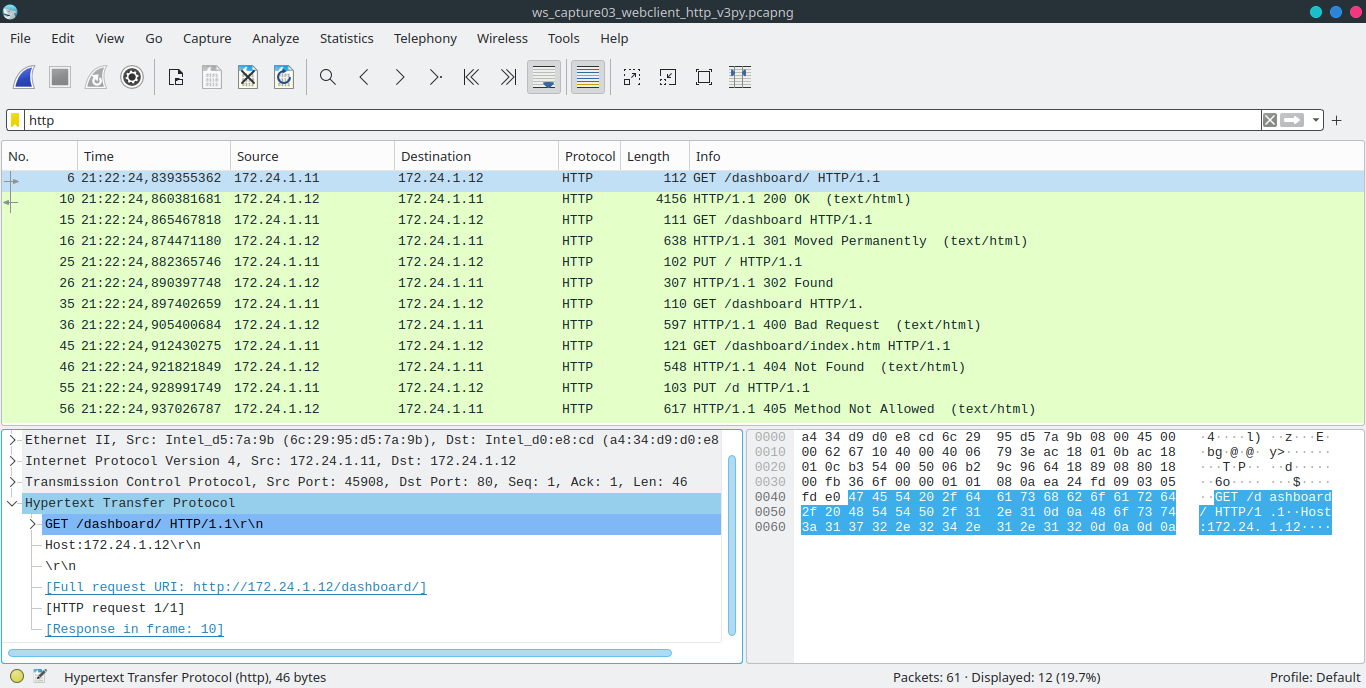 ws_capture03_webclient_http_v3py.pcapng
File Edit View Go Capture Analyze Statistics Telephony Wireless Tools Help
http
No. Time Source Destination Protocol Length Info
6 21:22:24,839355362 172.24.1.11 172.24.1.12 HTTP 112 GET /dashboard/ HTTP/1.1
10 21:22:24,860381681 172.24.1.12 172.24.1.11 HTTP 4156 HTTP/1.1 200 OK (text/html)
15 21:22:24,865467818 172.24.1.11 172.24.1.12 HTTP 111 GET /dashboard HTTP/1.1
16 21:22:24,874471180 172.24.1.12 172.24.1.11 HTTP 638 HTTP/1.1 301 Moved Permanently (text/html)
25 21:22:24,882365746 172.24.1.11 172.24.1.12 HTTP 102 PUT / HTTP/1.1
26 21:22:24,890397748 172.24.1.12 172.24.1.11 HTTP 307 HTTP/1.1 302 Found
35 21:22:24,897402659 172.24.1.11 172.24.1.12 HTTP 110 GET /dashboard HTTP/1.
36 21:22:24,905400684 172.24.1.12 172.24.1.11 HTTP 597 HTTP/1.1 400 Bad Request (text/html)
45 21:22:24,912430275 172.24.1.11 172.24.1.12 HTTP 121 GET /dashboard/index.htm HTTP/1.1
46 21:22:24,921821849 172.24.1.12 172.24.1.11 HTTP 548 HTTP/1.1 404 Not Found (text/html)
55 21:22:24,928991749 172.24.1.11 172.24.1.12 HTTP 103 PUT /d HTTP/1.1
56 21:22:24,937026787 172.24.1.12 172.24.1.11 HTTP 617 HTTP/1.1 405 Method Not Allowed (text/html)
Ethernet II, Src: Intel_d5:7a:9b (6c:29:95:d5:7a:9b), Dst: Intel_d0:e8:cd (a4:34:d9:d0:e8
Internet Protocol Version 4, Src: 172.24.1.11, Dst: 172.24.1.12
Transmission Control Protocol, Src Port: 45908, Dst Port: 80, Seq: 1, Ack: 1, Len: 46
Hypertext Transfer Protocol
GET /dashboard/ HTTP/1.1\r\n
Host:172.24.1.12\r\n
\r\n
[Full request URI: http://172.24.1.12/dashboard/]
[HTTP request 1/1]
[Response in frame: 10]
0000 a4 34 d9 d0 e8 cd 6c 29 95 d5 7a 9b 08 00 45 00 ·4····l) ··z···E·
0010 00 62 67 10 40 00 40 06 79 3e ac 18 01 0b ac 18 ·bg·@·@· y>······
0020 01 0c b3 54 00 50 06 b2 9c 96 64 18 89 08 80 18 ···T·P·· ··d·····
0030 00 fb 36 6f 00 00 01 01 08 0a ea 24 fd 09 03 05 ··6o···· ···$····
0040 fd e0 47 45 54 20 2f 64 61 73 68 62 6f 61 72 64 ··GET /d ashboard
0050 2f 20 48 54 54 50 2f 31 2e 31 0d 0a 48 6f 73 74 / HTTP/1 .1··Host
0060 3a 31 37 32 2e 32 34 2e 31 2e 31 32 0d 0a 0d 0a :172.24. 1.12····
Hypertext Transfer Protocol (http), 46 bytes Packets: 61 · Displayed: 12 (19.7%) Profile: Default